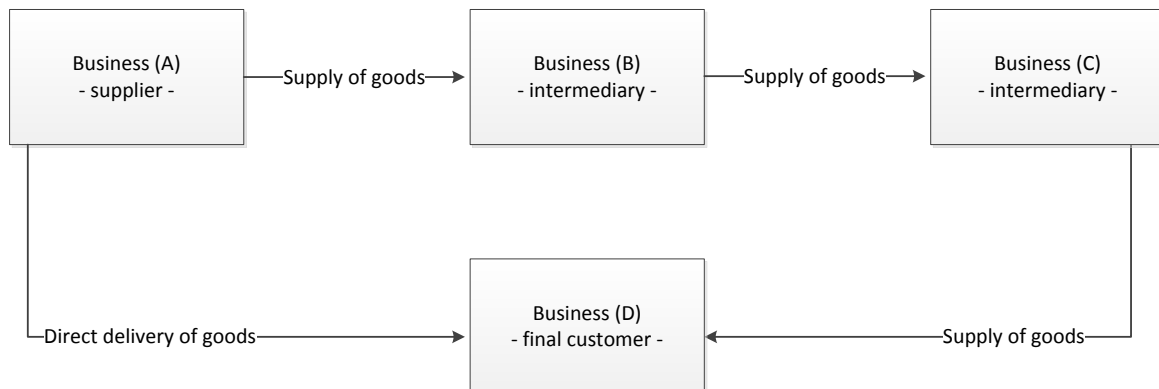 Business (A)
- supplier -
Supply of goods
Business (B)
- intermediary -
Supply of goods
Business (C)
- intermediary -
Direct delivery of goods
Business (D)
- final customer -
Supply of goods